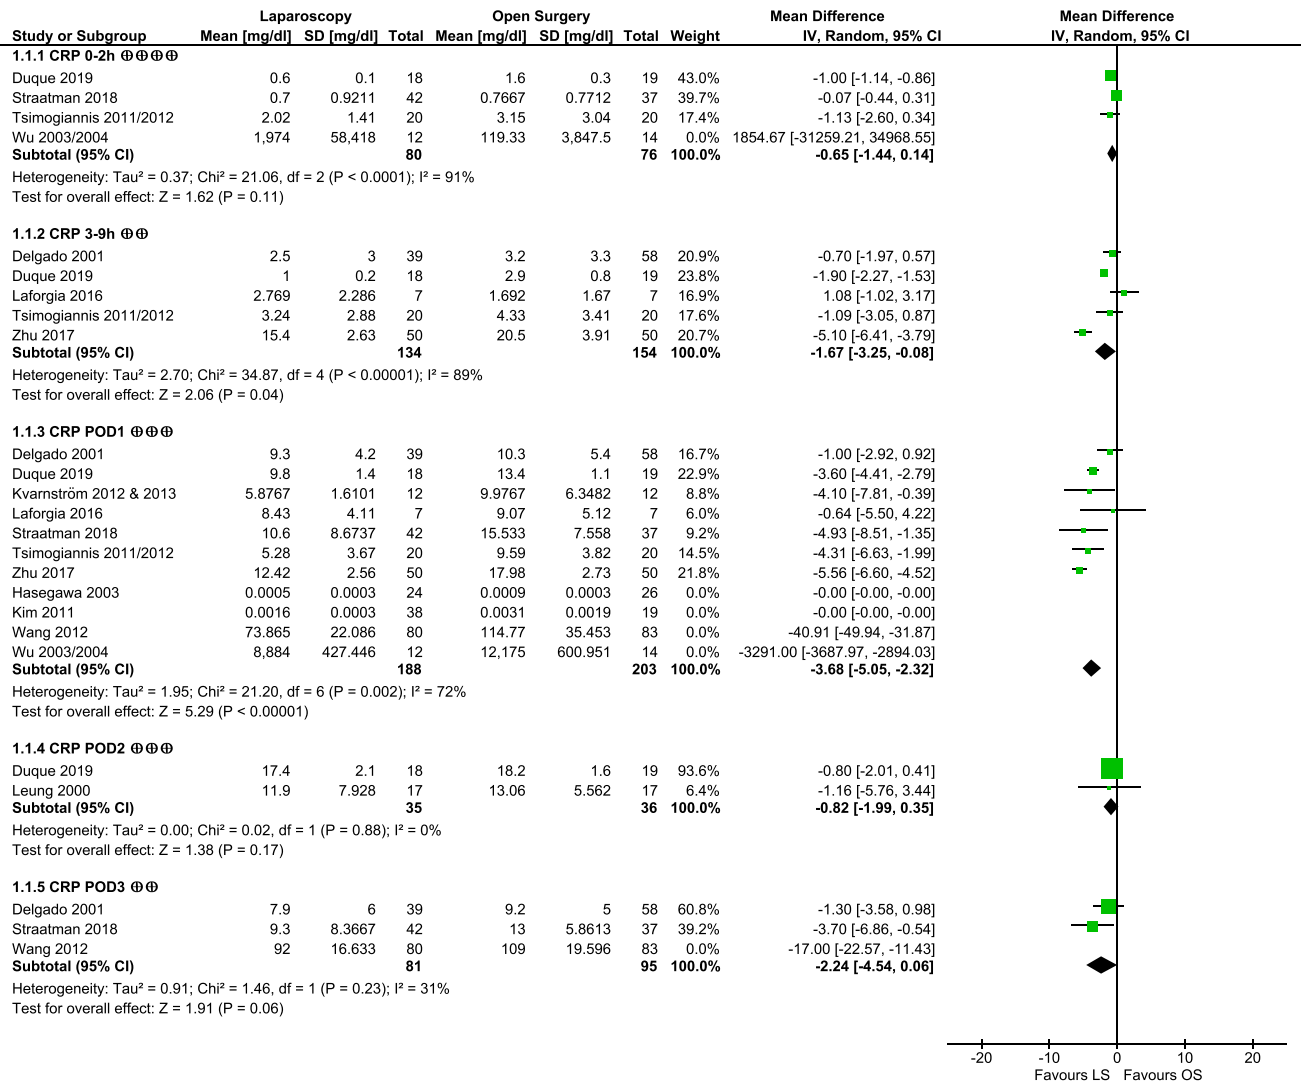 Laparoscopy Open Surgery Mean Difference Mean Difference
Study or Subgroup Mean [mg/dl] SD [mg/dl] Total Mean [mg/dl] SD [mg/dl] Total Weight IV, Random, 95% CI IV, Random, 95% CI
1.1.1 CRP 0-2h ⊕⊕⊕⊕
Duque 2019 0.6 0.1 18 1.6 0.3 19 43.0% -1.00 [-1.14, -0.86]
Straatman 2018 0.7 0.9211 42 0.7667 0.7712 37 39.7% -0.07 [-0.44, 0.31]
Tsimogiannis 2011/2012 2.02 1.41 20 3.15 3.04 20 17.4% -1.13 [-2.60, 0.34]
Wu 2003/2004 1,974 58,418 12 119.33 3,847.5 14 0.0% 1854.67 [-31259.21, 34968.55]
Subtotal (95% CI) 80 76 100.0% -0.65 [-1.44, 0.14]
Heterogeneity: Tau² = 0.37; Chi² = 21.06, df = 2 (P < 0.0001); I² = 91%
Test for overall effect: Z = 1.62 (P = 0.11)
1.1.2 CRP 3-9h ⊕⊕
Delgado 2001 2.5 3 39 3.2 3.3 58 20.9% -0.70 [-1.97, 0.57]
Duque 2019 1 0.2 18 2.9 0.8 19 23.8% -1.90 [-2.27, -1.53]
Laforgia 2016 2.769 2.286 7 1.692 1.67 7 16.9% 1.08 [-1.02, 3.17]
Tsimogiannis 2011/2012 3.24 2.88 20 4.33 3.41 20 17.6% -1.09 [-3.05, 0.87]
Zhu 2017 15.4 2.63 50 20.5 3.91 50 20.7% -5.10 [-6.41, -3.79]
Subtotal (95% CI) 134 154 100.0% -1.67 [-3.25, -0.08]
Heterogeneity: Tau² = 2.70; Chi² = 34.87, df = 4 (P < 0.00001); I² = 89%
Test for overall effect: Z = 2.06 (P = 0.04)
1.1.3 CRP POD1 ⊕⊕⊕
Delgado 2001 9.3 4.2 39 10.3 5.4 58 16.7% -1.00 [-2.92, 0.92]
Duque 2019 9.8 1.4 18 13.4 1.1 19 22.9% -3.60 [-4.41, -2.79]
Kvarnström 2012 & 2013 5.8767 1.6101 12 9.9767 6.3482 12 8.8% -4.10 [-7.81, -0.39]
Laforgia 2016 8.43 4.11 7 9.07 5.12 7 6.0% -0.64 [-5.50, 4.22]
Straatman 2018 10.6 8.6737 42 15.533 7.558 37 9.2% -4.93 [-8.51, -1.35]
Tsimogiannis 2011/2012 5.28 3.67 20 9.59 3.82 20 14.5% -4.31 [-6.63, -1.99]
Zhu 2017 12.42 2.56 50 17.98 2.73 50 21.8% -5.56 [-6.60, -4.52]
Hasegawa 2003 0.0005 0.0003 24 0.0009 0.0003 26 0.0% -0.00 [-0.00, -0.00]
Kim 2011 0.0016 0.0003 38 0.0031 0.0019 19 0.0% -0.00 [-0.00, -0.00]
Wang 2012 73.865 22.086 80 114.77 35.453 83 0.0% -40.91 [-49.94, -31.87]
Wu 2003/2004 8,884 427.446 12 12,175 600.951 14 0.0% -3291.00 [-3687.97, -2894.03]
Subtotal (95% CI) 188 203 100.0% -3.68 [-5.05, -2.32]
Heterogeneity: Tau² = 1.95; Chi² = 21.20, df = 6 (P = 0.002); I² = 72%
Test for overall effect: Z = 5.29 (P < 0.00001)
1.1.4 CRP POD2 ⊕⊕⊕
Duque 2019 17.4 2.1 18 18.2 1.6 19 93.6% -0.80 [-2.01, 0.41]
Leung 2000 11.9 7.928 17 13.06 5.562 17 6.4% -1.16 [-5.76, 3.44]
Subtotal (95% CI) 35 36 100.0% -0.82 [-1.99, 0.35]
Heterogeneity: Tau² = 0.00; Chi² = 0.02, df = 1 (P = 0.88); I² = 0%
Test for overall effect: Z = 1.38 (P = 0.17)
1.1.5 CRP POD3 ⊕⊕
Delgado 2001 7.9 6 39 9.2 5 58 60.8% -1.30 [-3.58, 0.98]
Straatman 2018 9.3 8.3667 42 13 5.8613 37 39.2% -3.70 [-6.86, -0.54]
Wang 2012 92 16.633 80 109 19.596 83 0.0% -17.00 [-22.57, -11.43]
Subtotal (95% CI) 81 95 100.0% -2.24 [-4.54, 0.06]
Heterogeneity: Tau² = 0.91; Chi² = 1.46, df = 1 (P = 0.23); I² = 31%
Test for overall effect: Z = 1.91 (P = 0.06)
-20 -10 0 10 20
Favours LS Favours OS